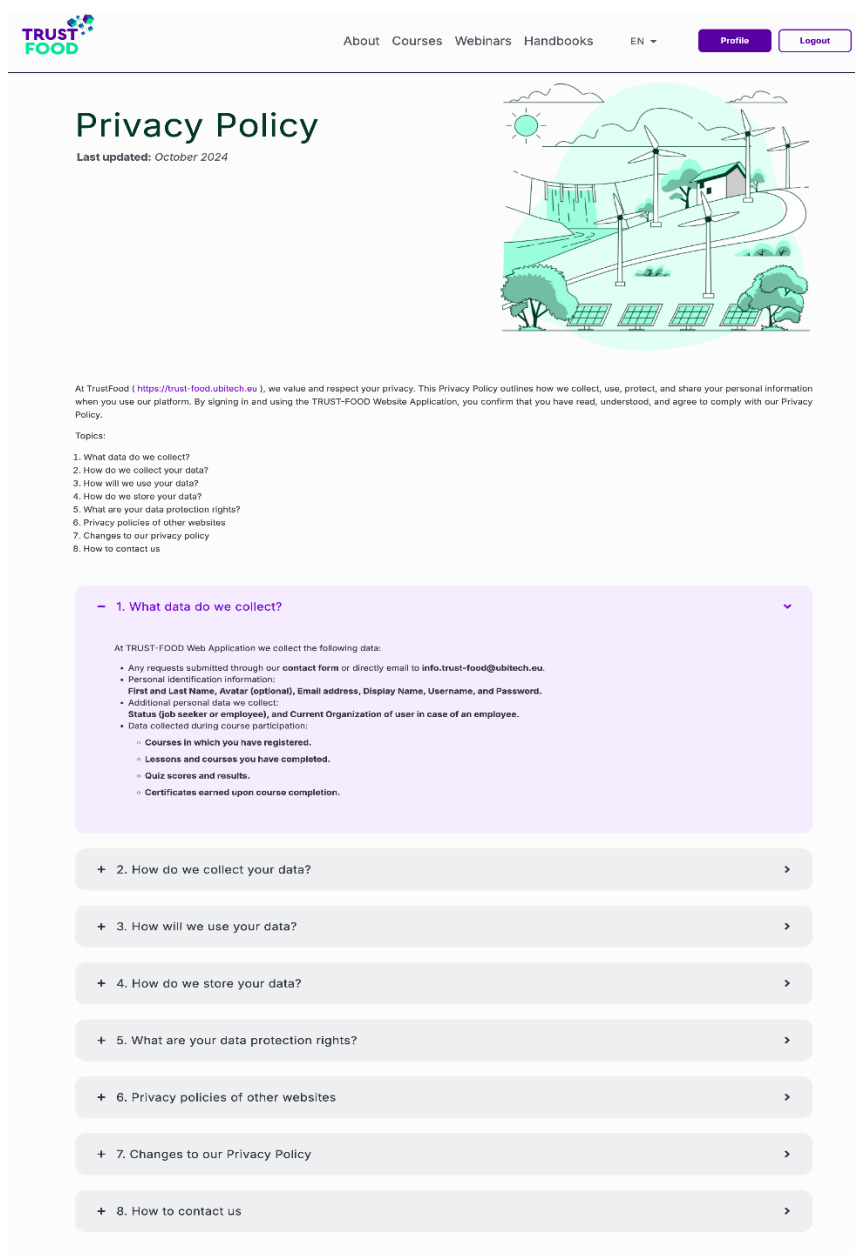 TRUST
FOOD
About Courses Webinars Handbooks EN Profile Logout
Privacy Policy
Last updated: October 2024
At TrustFood ( https://trust-food.ubitech.eu ), we value and respect your privacy. This Privacy Policy outlines how we collect, use, protect, and share your personal information
when you use our platform. By signing in and using the TRUST-FOOD Website Application, you confirm that you have read, understood, and agree to comply with our Privacy
Policy.
Topics:
1. What data do we collect?
2. How do we collect your data?
3. How will we use your data?
4. How do we store your data?
5. What are your data protection rights?
6. Privacy policies of other websites
7. Changes to our privacy policy
8. How to contact us
− 1. What data do we collect?
At TRUST-FOOD Web Application we collect the following data:
• Any requests submitted through our contact form or directly email to info.trust-food@ubitech.eu.
• Personal identification information:
First and Last Name, Avatar (optional), Email address, Display Name, Username, and Password.
• Additional personal data we collect:
Status (job seeker or employee), and Current Organization of user in case of an employee.
• Data collected during course participation:
◦ Courses in which you have registered.
◦ Lessons and courses you have completed.
◦ Quiz scores and results.
◦ Certificates earned upon course completion.
+ 2. How do we collect your data?
+ 3. How will we use your data?
+ 4. How do we store your data?
+ 5. What are your data protection rights?
+ 6. Privacy policies of other websites
+ 7. Changes to our Privacy Policy
+ 8. How to contact us